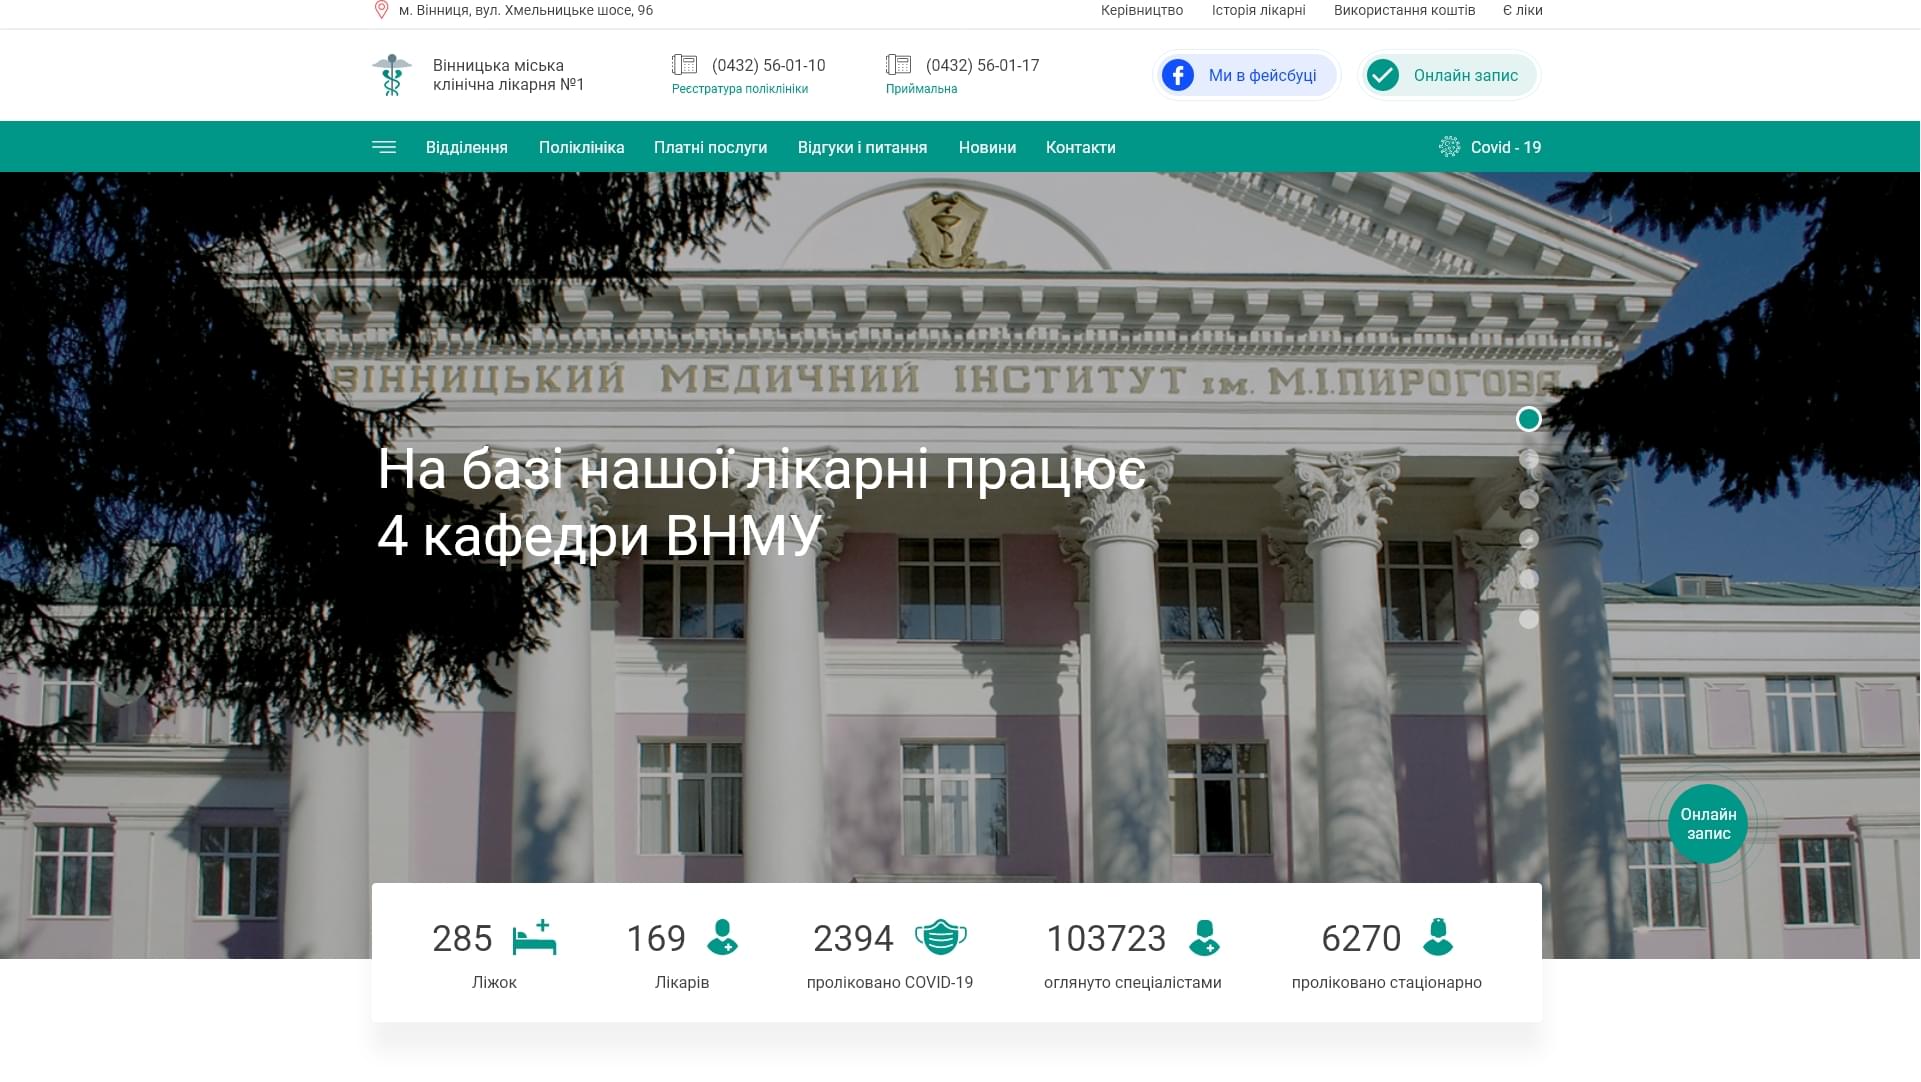 м. Вінниця, вул. Хмельницьке шосе, 96
Керівництво Історія лікарні Використання коштів Є ліки
Вінницька міська
клінічна лікарня №1
(0432) 56-01-10
Реєстратура поліклініки
(0432) 56-01-17
Приймальна
Ми в фейсбуці
Онлайн запис
Відділення Поліклініка Платні послуги Відгуки і питання Новини Контакти
Covid - 19
ВІННИЦЬКИЙ МЕДИЧНИЙ ІНСТИТУТ ім. М.І.ПИРОГОВА
На базі нашої лікарні працює
4 кафедри ВНМУ
Онлайн
запис
285 169 2394 103723 6270
Ліжок Лікарів проліковано COVID-19 оглянуто спеціалістами проліковано стаціонарно